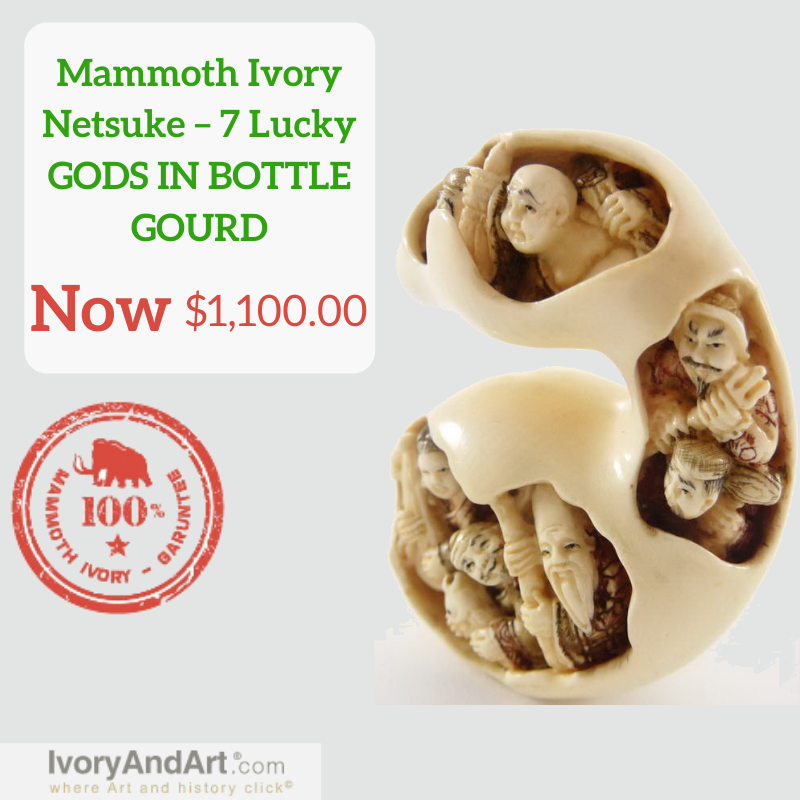 Mammoth Ivory
Netsuke – 7 Lucky
GODS IN BOTTLE
GOURD
Now $1,100.00
MAMMOTH IVORY – GARUNTEE
100%
IvoryAndArt.®com
where Art and history click©